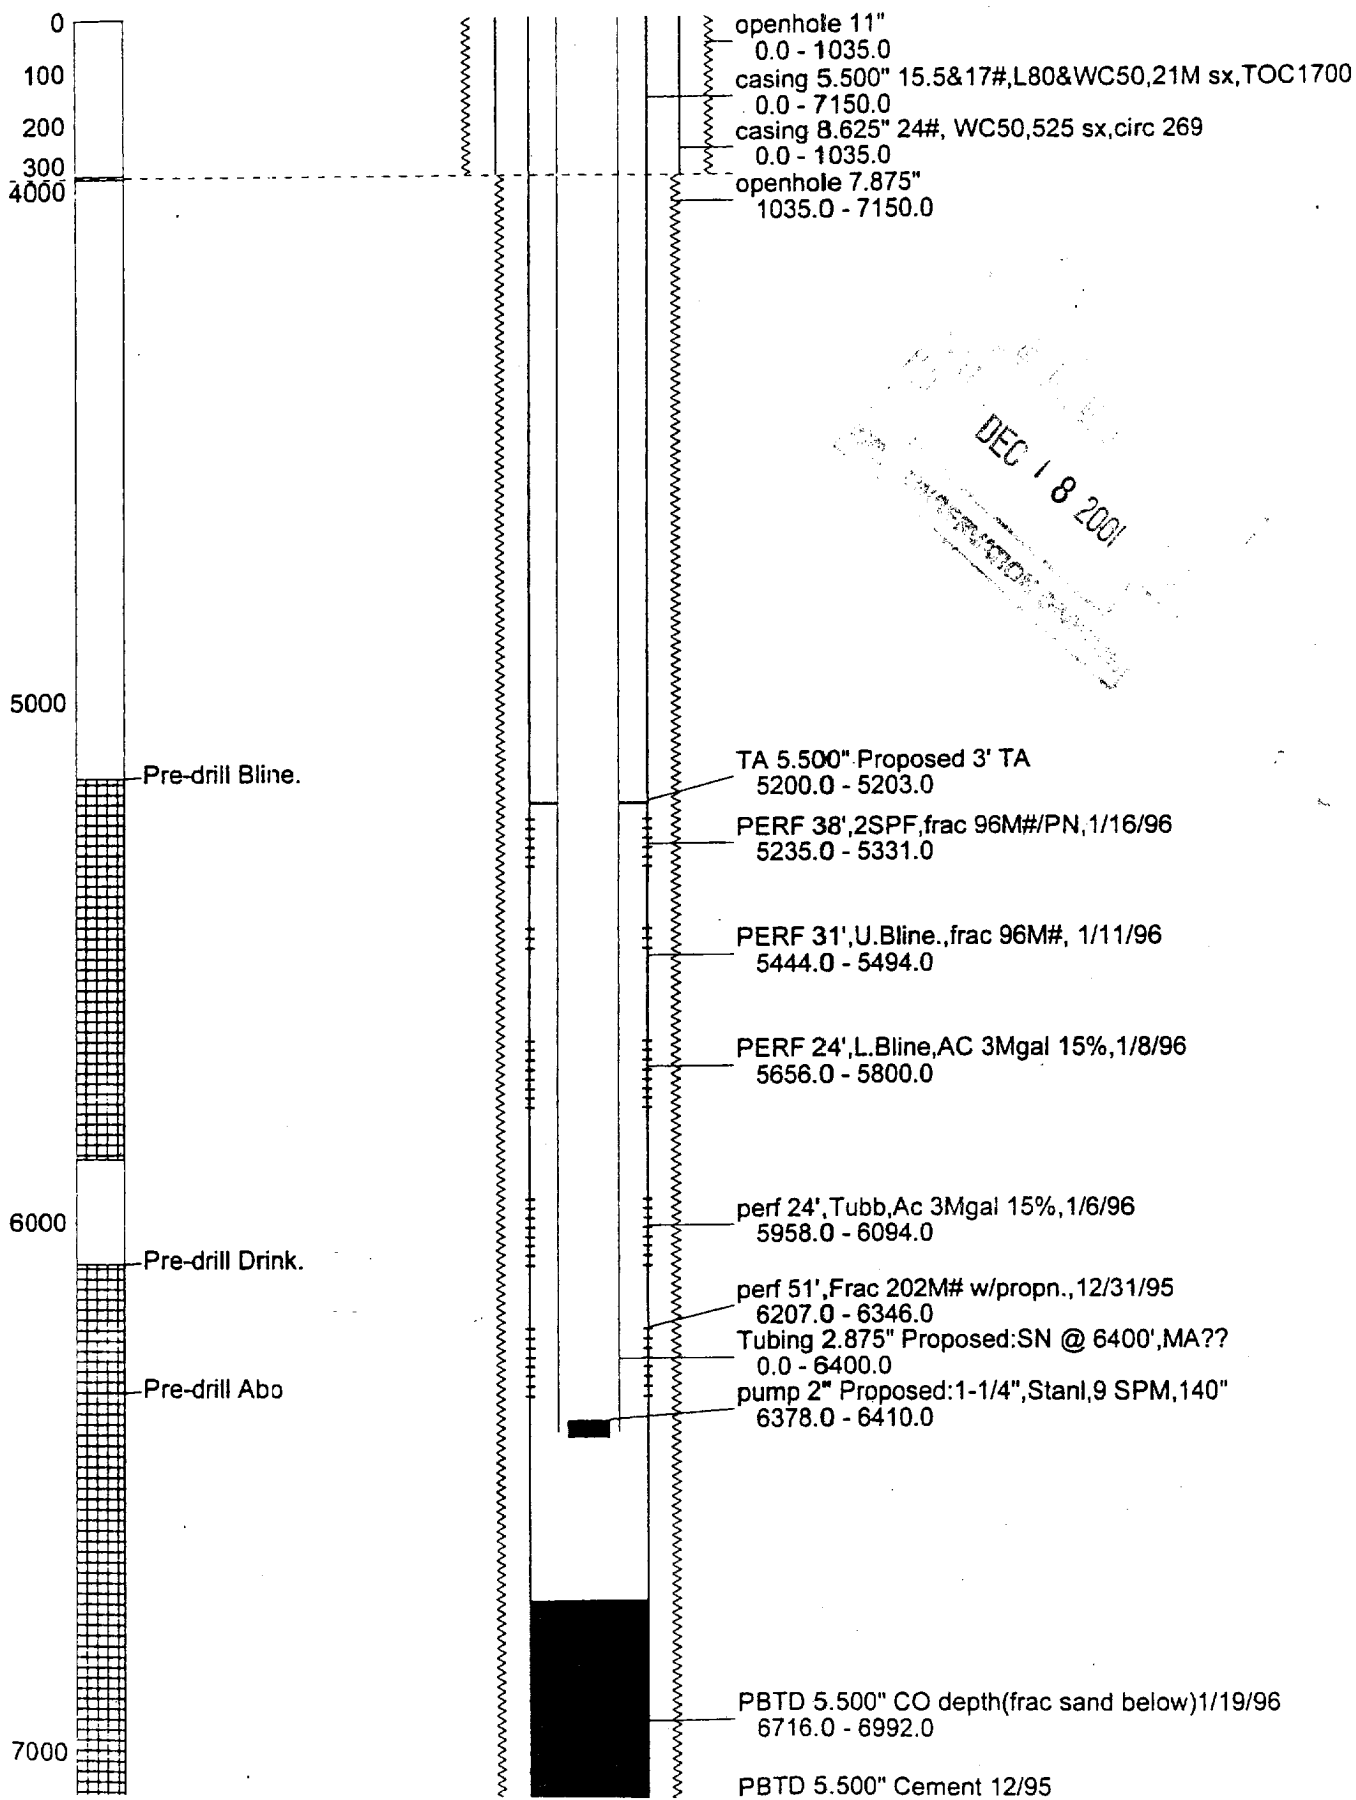 0
100
200
300
4000
5000
6000
7000
openhole 11"
0.0 - 1035.0
casing 5.500" 15.5&17#,L80&WC50,21M sx,TOC1700
0.0 - 7150.0
casing 8.625" 24#, WC50,525 sx,circ 269
0.0 - 1035.0
openhole 7.875"
1035.0 - 7150.0
DEC 18 2001
Pre-drill Bline.
TA 5.500" Proposed 3' TA
5200.0 - 5203.0
PERF 38',2SPF,frac 96M#/PN,1/16/96
5235.0 - 5331.0
PERF 31',U.Bline.,frac 96M#, 1/11/96
5444.0 - 5494.0
PERF 24',L.Bline,AC 3Mgal 15%,1/8/96
5656.0 - 5800.0
perf 24',Tubb,Ac 3Mgal 15%,1/6/96
5958.0 - 6094.0
Pre-drill Drink.
perf 51',Frac 202M# w/propn.,12/31/95
6207.0 - 6346.0
Tubing 2.875" Proposed:SN @ 6400',MA??
0.0 - 6400.0
Pre-drill Abo
pump 2" Proposed:1-1/4",Stanl,9 SPM,140"
6378.0 - 6410.0
PBTD 5.500" CO depth(frac sand below)1/19/96
6716.0 - 6992.0
PBTD 5.500" Cement 12/95